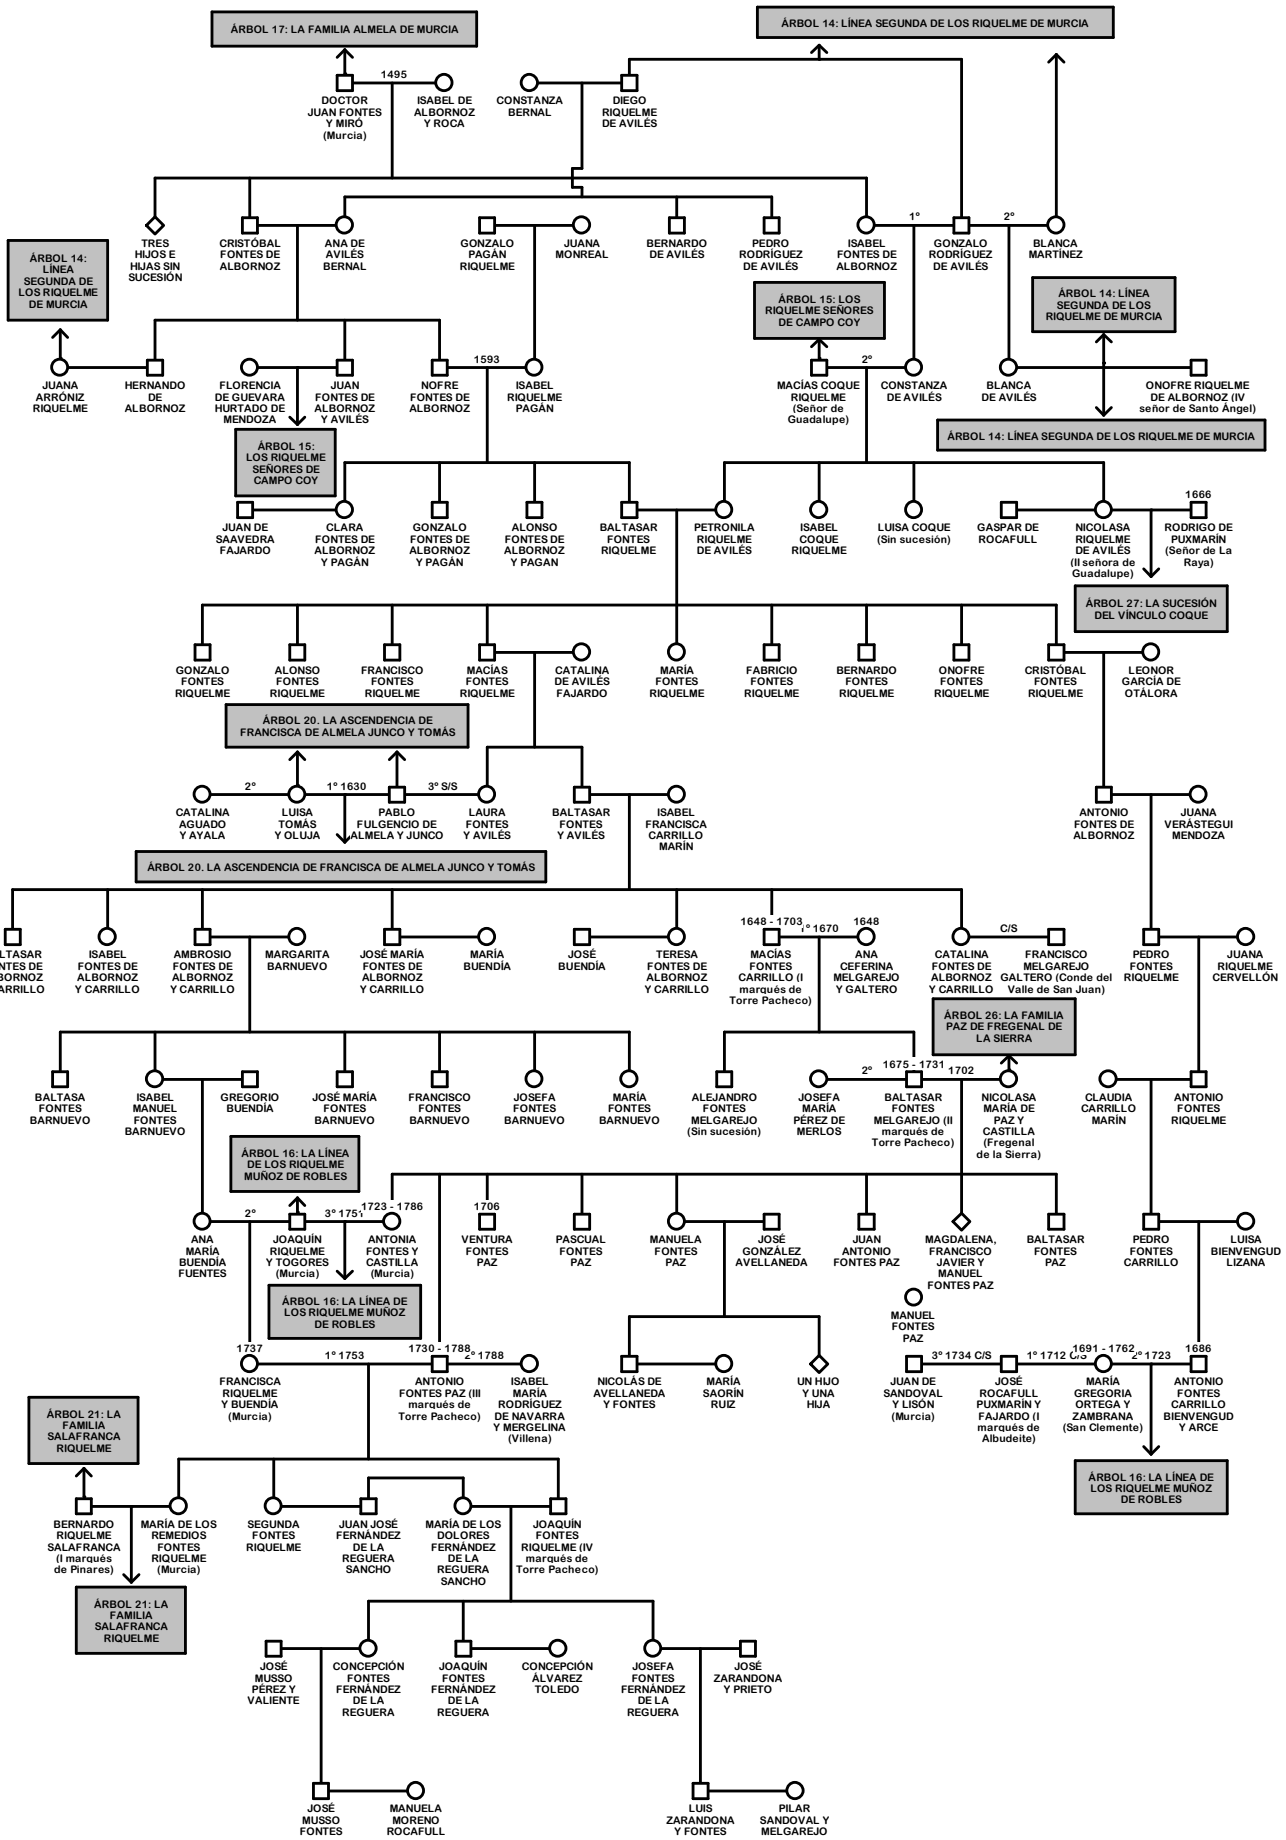 ÁRBOL 17: LA FAMILIA ALMELA DE MURCIA
ÁRBOL 14: LÍNEA SEGUNDA DE LOS RIQUELME DE MURCIA
1495
DOCTOR
JUAN FONTES
Y MIRÓ
(Murcia)
ISABEL DE
ALBORNOZ
Y ROCA
CONSTANZA
BERNAL
DIEGO
RIQUELME
DE AVILÉS
TRES
HIJOS E
HIJAS SIN
SUCESIÓN
CRISTÓBAL
FONTES DE
ALBORNOZ
ANA DE
AVILÉS
BERNAL
GONZALO
PAGÁN
RIQUELME
JUANA
MONREAL
BERNARDO
DE AVILÉS
PEDRO
RODRÍGUEZ
DE AVILÉS
ISABEL
FONTES DE
ALBORNOZ
1º
GONZALO
RODRÍGUEZ
DE AVILÉS
2º
BLANCA
MARTÍNEZ
ÁRBOL 14:
LÍNEA
SEGUNDA DE
LOS RIQUELME
DE MURCIA
ÁRBOL 15: LOS
RIQUELME SEÑORES
DE CAMPO COY
ÁRBOL 14: LÍNEA
SEGUNDA DE LOS
RIQUELME DE MURCIA
JUANA
ARRÓNIZ
RIQUELME
HERNANDO
DE
ALBORNOZ
FLORENCIA
DE GUEVARA
HURTADO DE
MENDOZA
JUAN
FONTES DE
ALBORNOZ
Y AVILÉS
NOFRE
FONTES DE
ALBORNOZ
1593
ISABEL
RIQUELME
PAGÁN
MACÍAS COQUE
RIQUELME
(Señor de
Guadalupe)
2º
CONSTANZA
DE AVILÉS
BLANCA
DE AVILÉS
ONOFRE RIQUELME
DE ALBORNOZ (IV
señor de Santo Ángel)
ÁRBOL 15:
LOS RIQUELME
SEÑORES DE
CAMPO COY
ÁRBOL 14: LÍNEA SEGUNDA DE LOS RIQUELME DE MURCIA
JUAN DE
SAAVEDRA
FAJARDO
CLARA
FONTES DE
ALBORNOZ
Y PAGÁN
GONZALO
FONTES DE
ALBORNOZ
Y PAGÁN
ALONSO
FONTES DE
ALBORNOZ
Y PAGAN
BALTASAR
FONTES
RIQUELME
PETRONILA
RIQUELME
DE AVILÉS
ISABEL
COQUE
RIQUELME
LUISA COQUE
(Sin sucesión)
GASPAR DE
ROCAFULL
NICOLASA
RIQUELME
DE AVILÉS
(II señora de
Guadalupe)
1666
RODRIGO DE
PUXMARÍN
(Señor de La
Raya)
ÁRBOL 27: LA SUCESIÓN
DEL VÍNCULO COQUE
GONZALO
FONTES
RIQUELME
ALONSO
FONTES
RIQUELME
FRANCISCO
FONTES
RIQUELME
MACÍAS
FONTES
RIQUELME
CATALINA
DE AVILÉS
FAJARDO
MARÍA
FONTES
RIQUELME
FABRICIO
FONTES
RIQUELME
BERNARDO
FONTES
RIQUELME
ONOFRE
FONTES
RIQUELME
CRISTÓBAL
FONTES
RIQUELME
LEONOR
GARCÍA DE
OTÁLORA
ÁRBOL 20. LA ASCENDENCIA DE
FRANCISCA DE ALMELA JUNCO Y TOMÁS
CATALINA
AGUADO
Y AYALA
2º
LUISA
TOMÁS
Y OLUJA
1º 1630
PABLO
FULGENCIO DE
ALMELA Y JUNCO
3º S/S
LAURA
FONTES
Y AVILÉS
BALTASAR
FONTES
Y AVILÉS
ISABEL
FRANCISCA
CARRILLO
MARÍN
ANTONIO
FONTES DE
ALBORNOZ
JUANA
VERÁSTEGUI
MENDOZA
ÁRBOL 20. LA ASCENDENCIA DE FRANCISCA DE ALMELA JUNCO Y TOMÁS
LTASAR
NTES DE
BORNOZ
CARRILLO
ISABEL
FONTES DE
ALBORNOZ
Y CARRILLO
AMBROSIO
FONTES DE
ALBORNOZ
Y CARRILLO
MARGARITA
BARNUEVO
JOSÉ MARÍA
FONTES DE
ALBORNOZ
Y CARRILLO
MARÍA
BUENDÍA
JOSÉ
BUENDÍA
TERESA
FONTES DE
ALBORNOZ
Y CARRILLO
1648 - 1703
MACÍAS
FONTES
CARRILLO (I
marqués de
Torre Pacheco)
1º 1670
1648
ANA
CEFERINA
MELGAREJO
Y GALTERO
CATALINA
FONTES DE
ALBORNOZ
Y CARRILLO
C/S
FRANCISCO
MELGAREJO
GALTERO (Conde del
Valle de San Juan)
PEDRO
FONTES
RIQUELME
JUANA
RIQUELME
CERVELLÓN
ÁRBOL 26: LA FAMILIA
PAZ DE FREGENAL DE
LA SIERRA
BALTASA
FONTES
BARNUEVO
ISABEL
MANUEL
FONTES
BARNUEVO
GREGORIO
BUENDÍA
JOSÉ MARÍA
FONTES
BARNUEVO
FRANCISCO
FONTES
BARNUEVO
JOSEFA
FONTES
BARNUEVO
MARÍA
FONTES
BARNUEVO
ALEJANDRO
FONTES
MELGAREJO
(Sin sucesión)
JOSEFA
MARÍA
PÉREZ DE
MERLOS
2º
1675 - 1731
BALTASAR
FONTES
MELGAREJO (II
marqués de
Torre Pacheco)
1702
NICOLASA
MARÍA DE
PAZ Y
CASTILLA
(Fregenal
de la Sierra)
CLAUDIA
CARRILLO
MARÍN
ANTONIO
FONTES
RIQUELME
ÁRBOL 16: LA LÍNEA
DE LOS RIQUELME
MUÑOZ DE ROBLES
ANA
MARÍA
BUENDÍA
FUENTES
2º
JOAQUÍN
RIQUELME
Y TOGORES
(Murcia)
3º 1751
1723 - 1786
ANTONIA
FONTES Y
CASTILLA
(Murcia)
1706
VENTURA
FONTES
PAZ
PASCUAL
FONTES
PAZ
MANUELA
FONTES
PAZ
JOSÉ
GONZÁLEZ
AVELLANEDA
JUAN
ANTONIO
FONTES PAZ
MAGDALENA,
FRANCISCO
JAVIER Y
MANUEL
FONTES PAZ
BALTASAR
FONTES
PAZ
PEDRO
FONTES
CARRILLO
LUISA
BIENVENGUD
LIZANA
ÁRBOL 16: LA LÍNEA DE
LOS RIQUELME MUÑOZ
DE ROBLES
MANUEL
FONTES
PAZ
1737
FRANCISCA
RIQUELME
Y BUENDÍA
(Murcia)
1º 1753
1730 - 1788
ANTONIO
FONTES PAZ (III
marqués de
Torre Pacheco)
2º 1788
ISABEL
MARÍA
RODRÍGUEZ
DE NAVARRA
Y MERGELINA
(Villena)
NICOLÁS DE
AVELLANEDA
Y FONTES
MARÍA
SAORÍN
RUIZ
UN HIJO
Y UNA
HIJA
JUAN DE
SANDOVAL
Y LISÓN
(Murcia)
3º 1734 C/S
JOSÉ
ROCAFULL
PUXMARÍN Y
FAJARDO (I
marqués de
Albudeite)
1º 1712 C/S
1691 - 1762
MARÍA
GREGORIA
ORTEGA Y
ZAMBRANA
(San Clemente)
2º 1723
1686
ANTONIO
FONTES
CARRILLO
BIENVENGUD
Y ARCE
ÁRBOL 21: LA
FAMILIA
SALAFRANCA
RIQUELME
ÁRBOL 16: LA LÍNEA DE
LOS RIQUELME MUÑOZ
DE ROBLES
BERNARDO
RIQUELME
SALAFRANCA
(I marqués
de Pinares)
MARÍA DE LOS
REMEDIOS
FONTES
RIQUELME
(Murcia)
SEGUNDA
FONTES
RIQUELME
JUAN JOSÉ
FERNÁNDEZ
DE LA
REGUERA
SANCHO
MARÍA DE LOS
DOLORES
FERNÁNDEZ
DE LA
REGUERA
SANCHO
JOAQUÍN
FONTES
RIQUELME (IV
marqués de
Torre Pacheco)
ÁRBOL 21: LA
FAMILIA
SALAFRANCA
RIQUELME
JOSÉ
MUSSO
PÉREZ Y
VALIENTE
CONCEPCIÓN
FONTES
FERNÁNDEZ
DE LA
REGUERA
JOAQUÍN
FONTES
FERNÁNDEZ
DE LA
REGUERA
CONCEPCIÓN
ÁLVAREZ
TOLEDO
JOSEFA
FONTES
FERNÁNDEZ
DE LA
REGUERA
JOSÉ
ZARANDONA
Y PRIETO
JOSÉ
MUSSO
FONTES
MANUELA
MORENO
ROCAFULL
LUIS
ZARANDONA
Y FONTES
PILAR
SANDOVAL Y
MELGAREJO